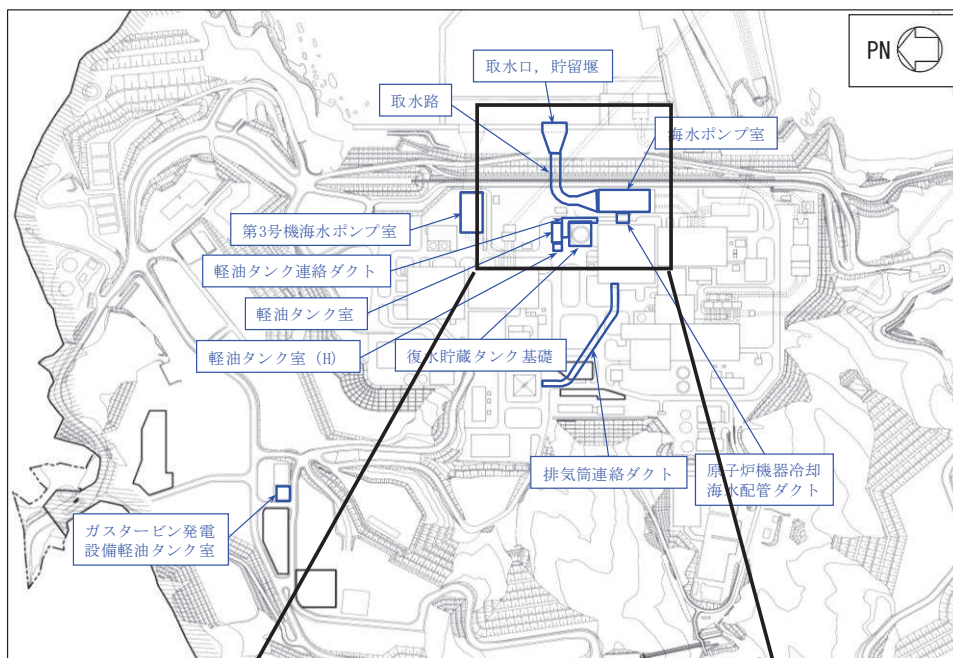 PN
取水口，貯留堰
取水路
海水ポンプ室
第3号機海水ポンプ室
軽油タンク連絡ダクト
軽油タンク室
軽油タンク室（H）
復水貯蔵タンク基礎
排気筒連絡ダクト
原子炉機器冷却
海水配管ダクト
ガスタービン発電
設備軽油タンク室